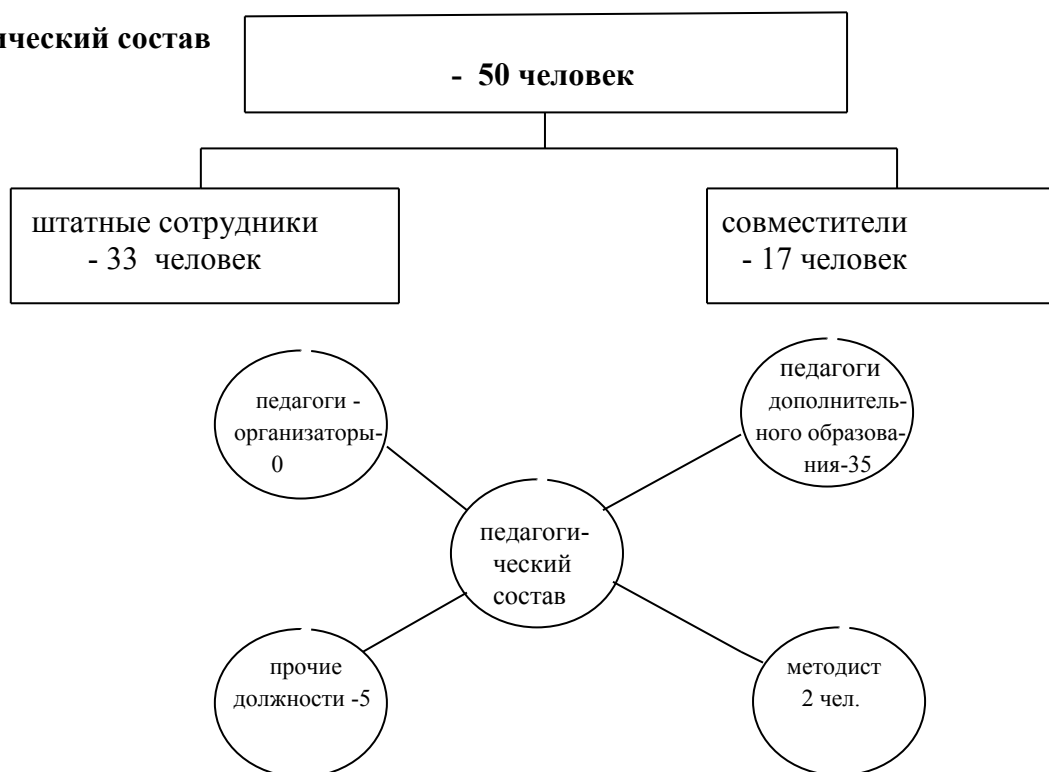 ический состав
- 50 человек
штатные сотрудники
- 33 человек
совместители
- 17 человек
педагоги -
организаторы-
0
педагоги
дополнитель-
ного образова-
ния-35
педагоги-
ческий
состав
прочие
должности -5
методист
2 чел.